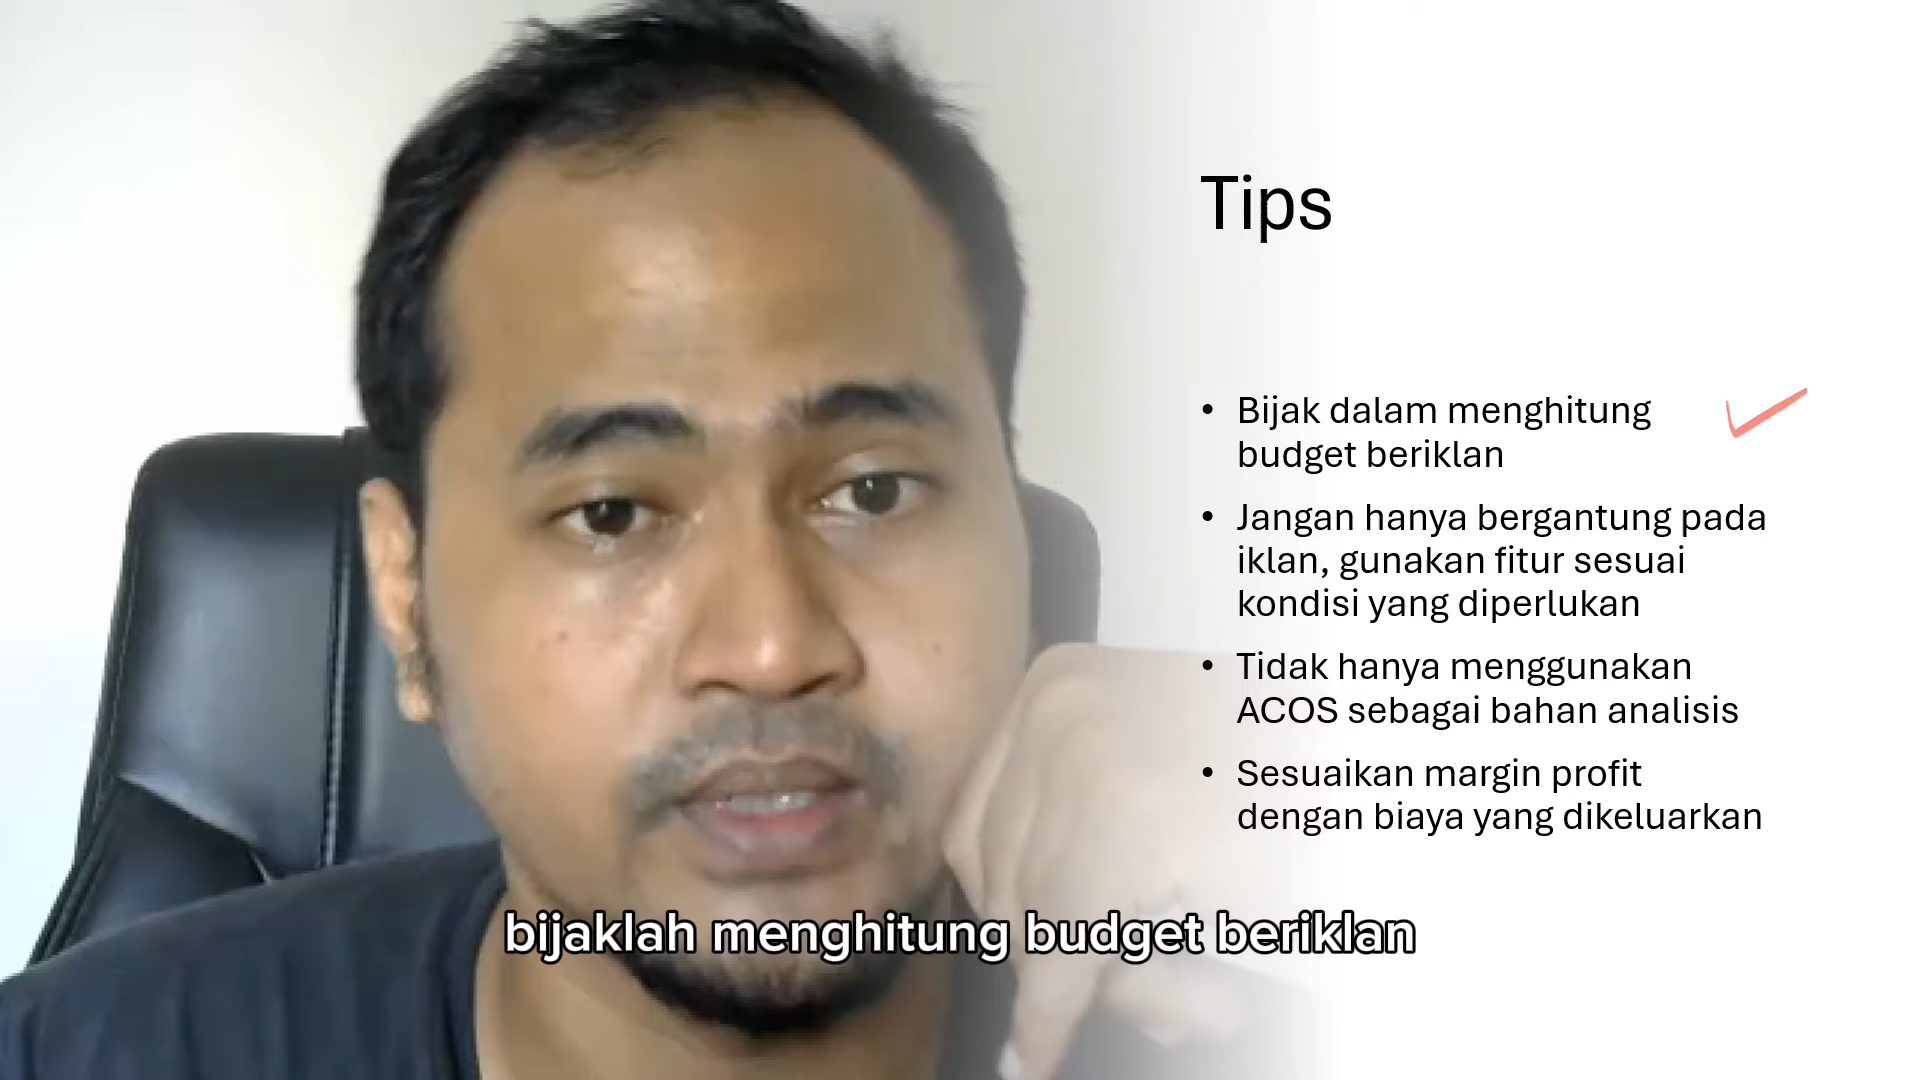 Tips
• Bijak dalam menghitung
budget beriklan
• Jangan hanya bergantung pada
iklan, gunakan fitur sesuai
kondisi yang diperlukan
• Tidak hanya menggunakan
ACOS sebagai bahan analisis
• Sesuaikan margin profit
dengan biaya yang dikeluarkan
bijaklah menghitung budget beriklan